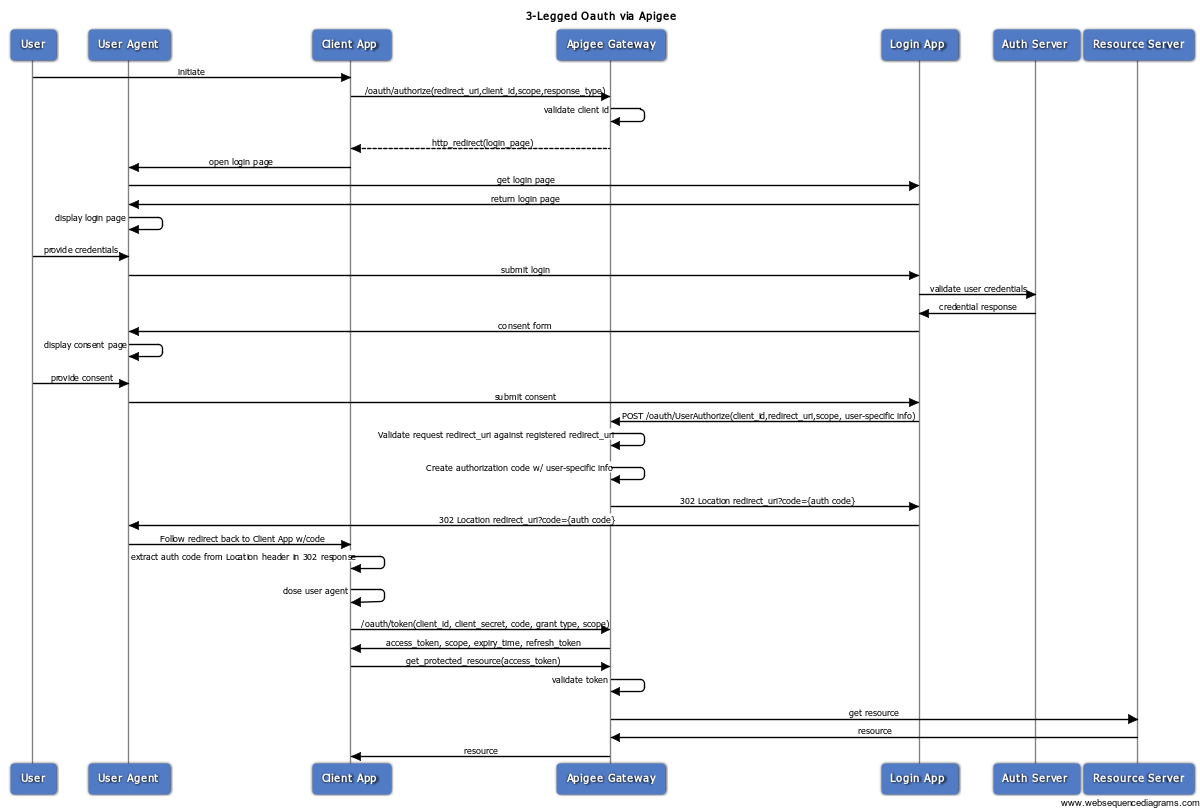 3-Legged Oauth via Apigee
User User Agent Client App Apigee Gateway Login App Auth Server Resource Server
initiate
/oauth/authorize(redirect_uri,client_id,scope,response_type)
validate client id
http_redirect(login_page)
open login page
get login page
return login page
display login page
provide credentials
submit login
validate user credentials
credential response
consent form
display consent page
provide consent
submit consent
POST /oauth/UserAuthorize(client_id,redirect_uri,scope, user-specific info)
Validate request redirect_uri against registered redirect_uri
Create authorization code w/ user-specific info
302 Location redirect_uri?code={auth code}
302 Location redirect_uri?code={auth code}
Follow redirect back to Client App w/code
extract auth code from Location header in 302 response
close user agent
/oauth/token(client_id, client_secret, code, grant type, scope)
access_token, scope, expiry_time, refresh_token
get_protected_resource(access_token)
validate token
get resource
resource
resource
User User Agent Client App Apigee Gateway Login App Auth Server Resource Server
www.websequencediagrams.com